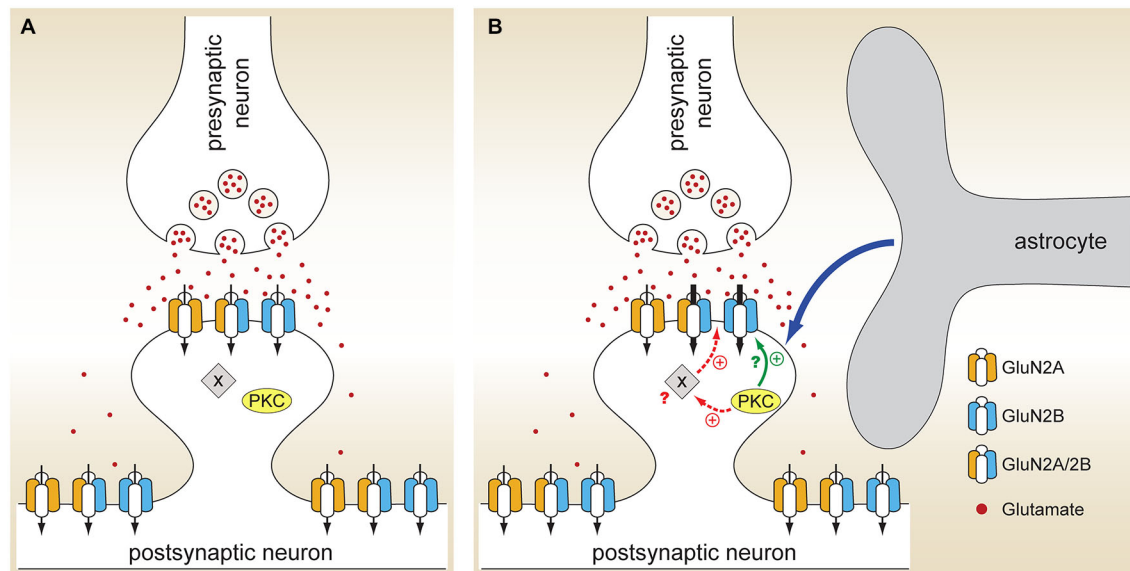 A
presynaptic
neuron
X
PKC
postsynaptic neuron
B
presynaptic
neuron
astrocyte
+
?
+
X
?
PKC
+
postsynaptic neuron
GluN2A
GluN2B
GluN2A/2B
Glutamate